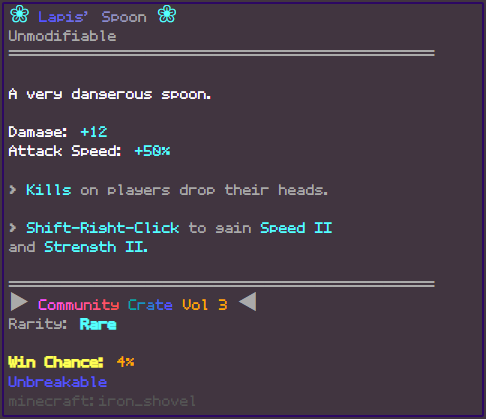 Lapis' Spoon
Unmodifiable
A very dangerous spoon.
Damage: +12
Attack Speed: +50%
> Kills on players drop their heads.
> Shift-Right-Click to gain Speed II
and Strength II.
Community Crate Vol 3
Rarity: Rare
Win Chance: 4%
Unbreakable
minecraft:iron_shovel